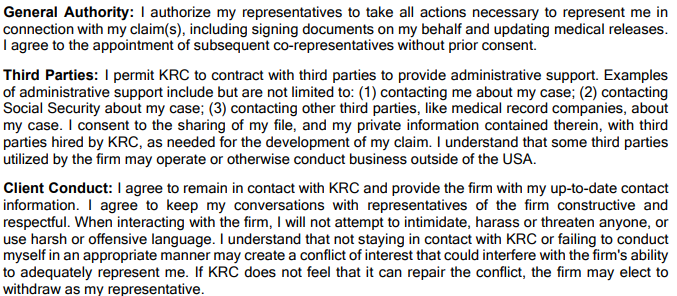 General Authority: I authorize my representatives to take all actions necessary to represent me in
connection with my claim(s), including signing documents on my behalf and updating medical releases.
I agree to the appointment of subsequent co-representatives without prior consent.
Third Parties: I permit KRC to contract with third parties to provide administrative support. Examples
of administrative support include but are not limited to: (1) contacting me about my case; (2) contacting
Social Security about my case; (3) contacting other third parties, like medical record companies, about
my case. I consent to the sharing of my file, and my private information contained therein, with third
parties hired by KRC, as needed for the development of my claim. I understand that some third parties
utilized by the firm may operate or otherwise conduct business outside of the USA.
Client Conduct: I agree to remain in contact with KRC and provide the firm with my up-to-date contact
information. I agree to keep my conversations with representatives of the firm constructive and
respectful. When interacting with the firm, I will not attempt to intimidate, harass or threaten anyone, or
use harsh or offensive language. I understand that not staying in contact with KRC or failing to conduct
myself in an appropriate manner may create a conflict of interest that could interfere with the firm's ability
to adequately represent me. If KRC does not feel that it can repair the conflict, the firm may elect to
withdraw as my representative.